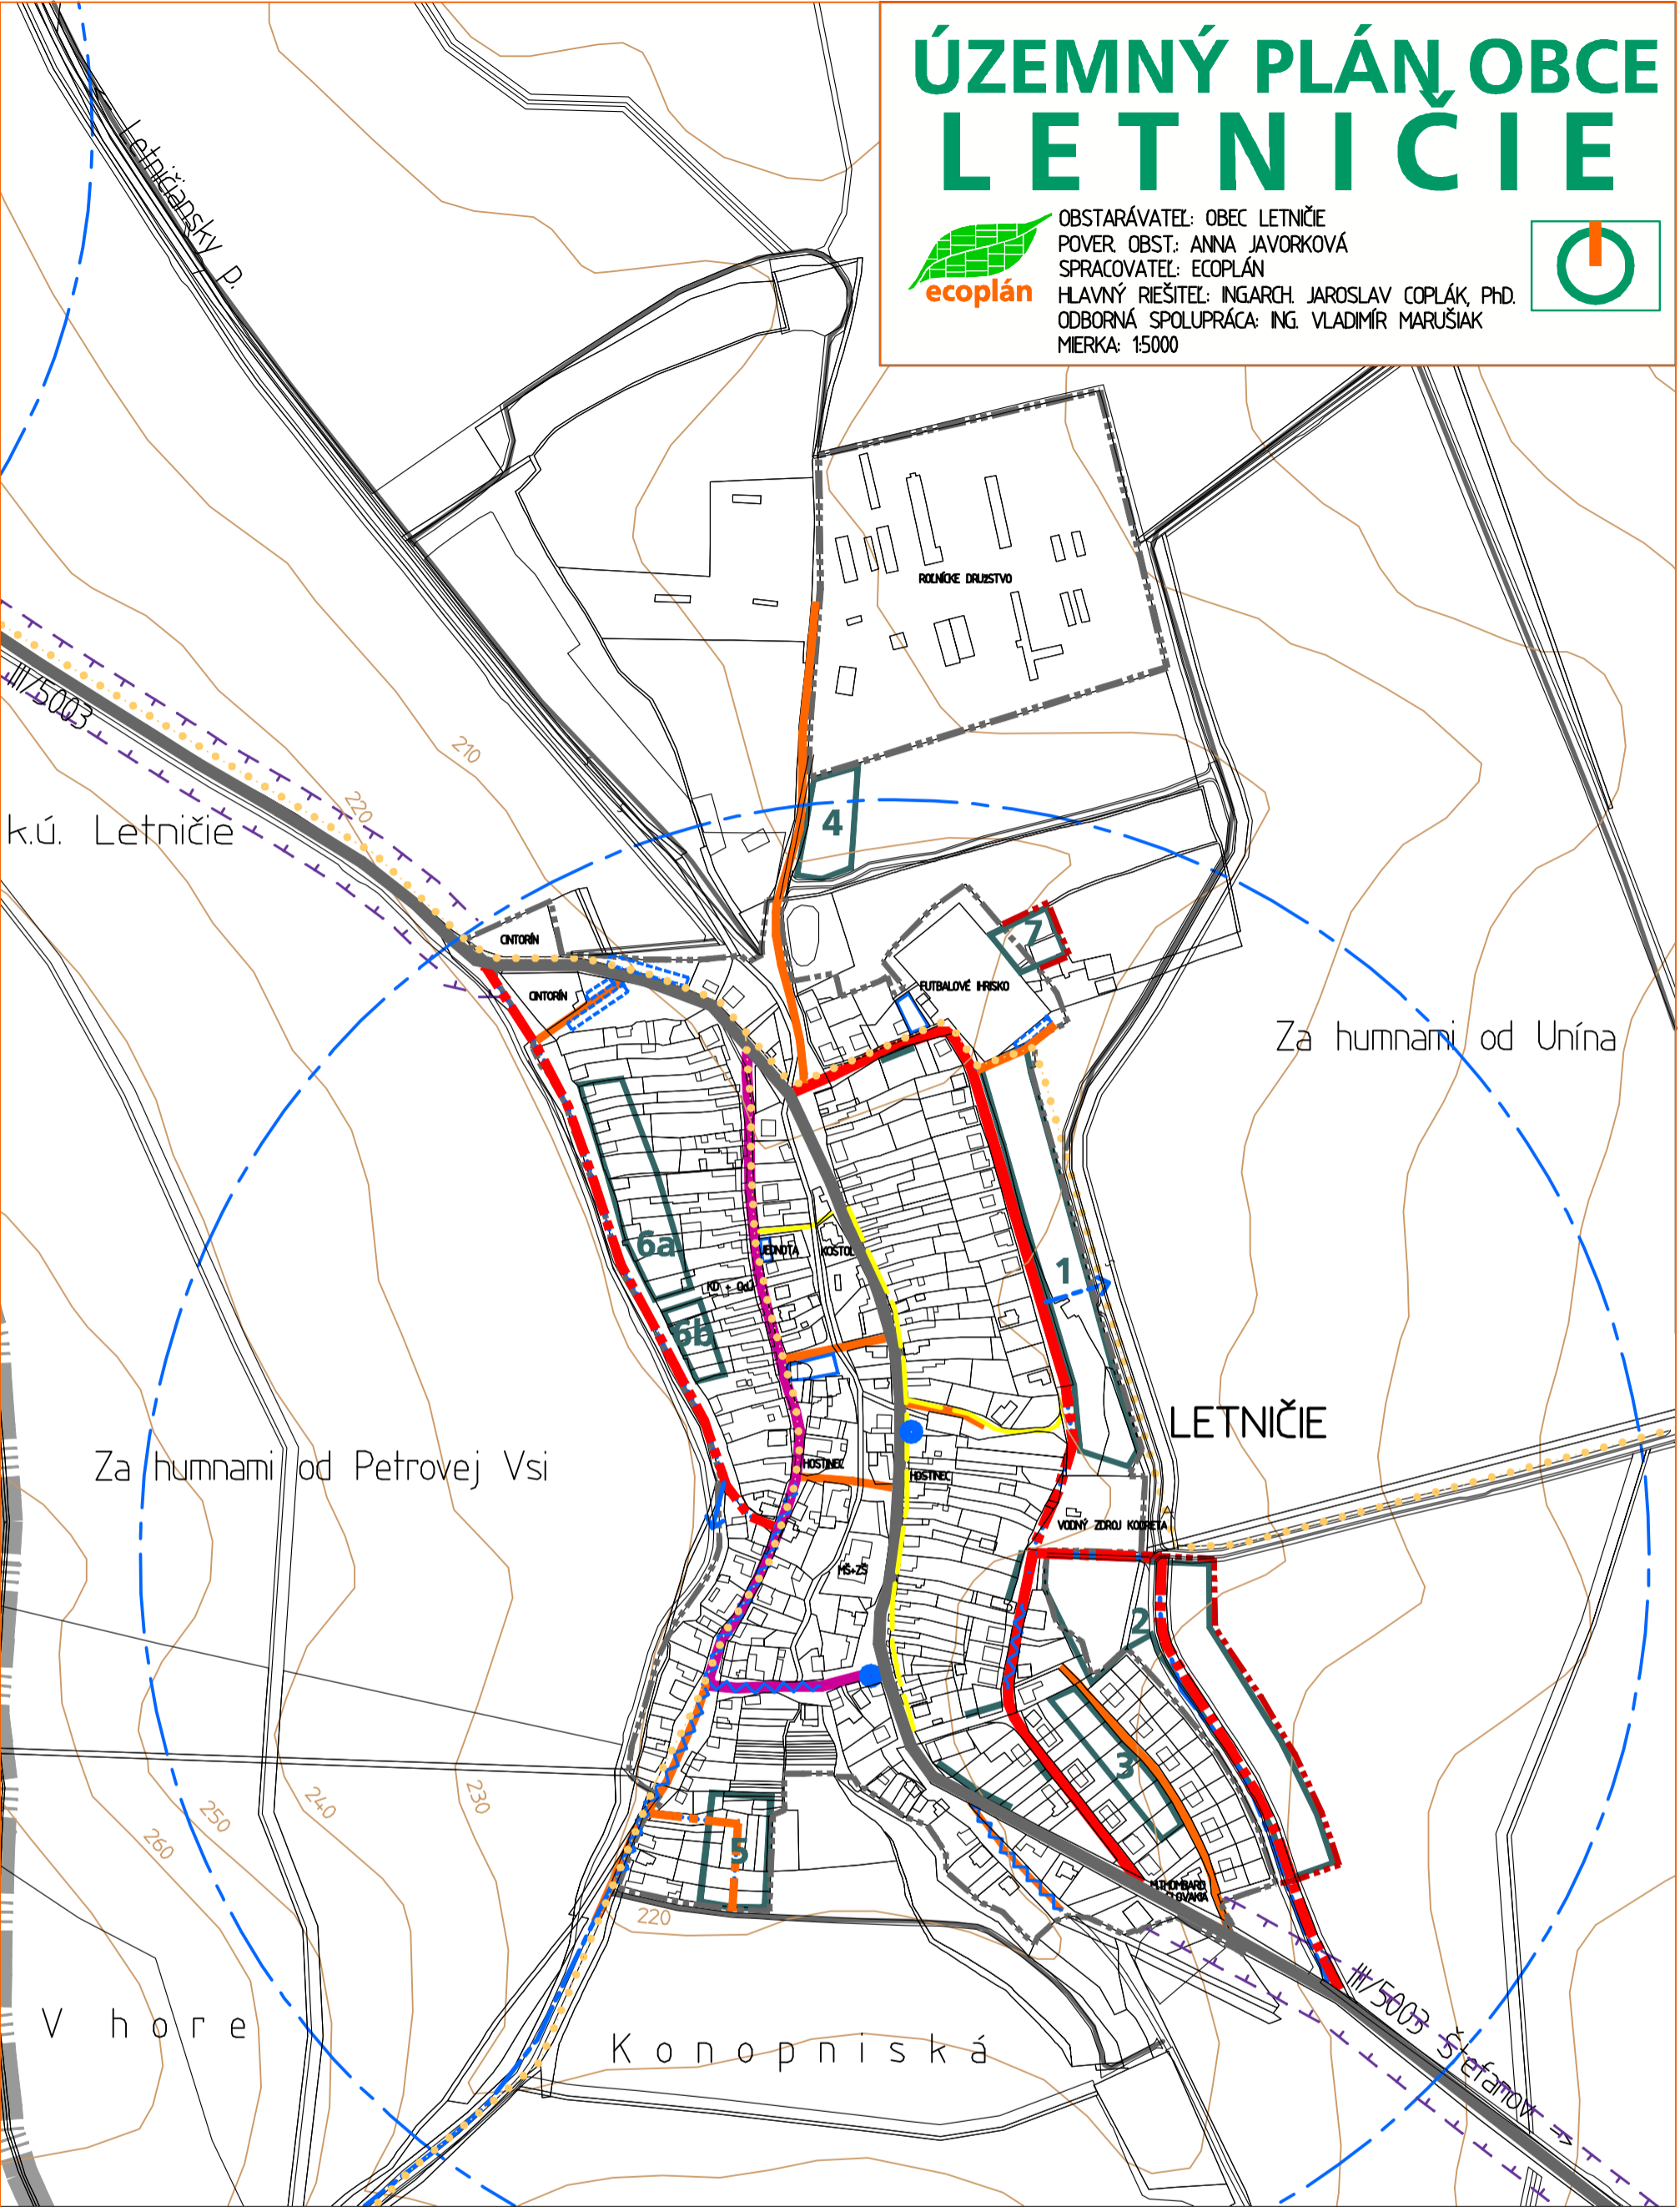 ÚZEMNÝ PLÁN OBCE
LETNIČIE
ecoplán
OBSTARÁVATEĽ: OBEC LETNIČIE
POVER. OBST.: ANNA JAVORKOVÁ
SPRACOVATEĽ: ECOPLÁN
HLAVNÝ RIEŠITEĽ: ING.ARCH. JAROSLAV COPLÁK, PhD.
ODBORNÁ SPOLUPRÁCA: ING. VLADIMÍR MARUŠIAK
MIERKA: 1:5000
Letničiansky p.
ROĽNÍCKE DRUžSTVO
III/5003
210
220
k.ú. Letničie
4
7
CINTORÍN
CINTORÍN
FUTBALOVÉ IHRISKO
Za humnami od Unína
6a
JEDNOTA
KOSTOL
1
KD + OcÚ
6b
LETNIČIE
Za humnami od Petrovej Vsi
HOSTINEC
HOSTINEC
VODNÝ ZDROJ KOORETA
MŠ+ZŠ
2
3
230
240
250
260
5
M.THOMBARD
SLOVAKIA
220
V hore
Konopniská
III/5003 Štefanov ->